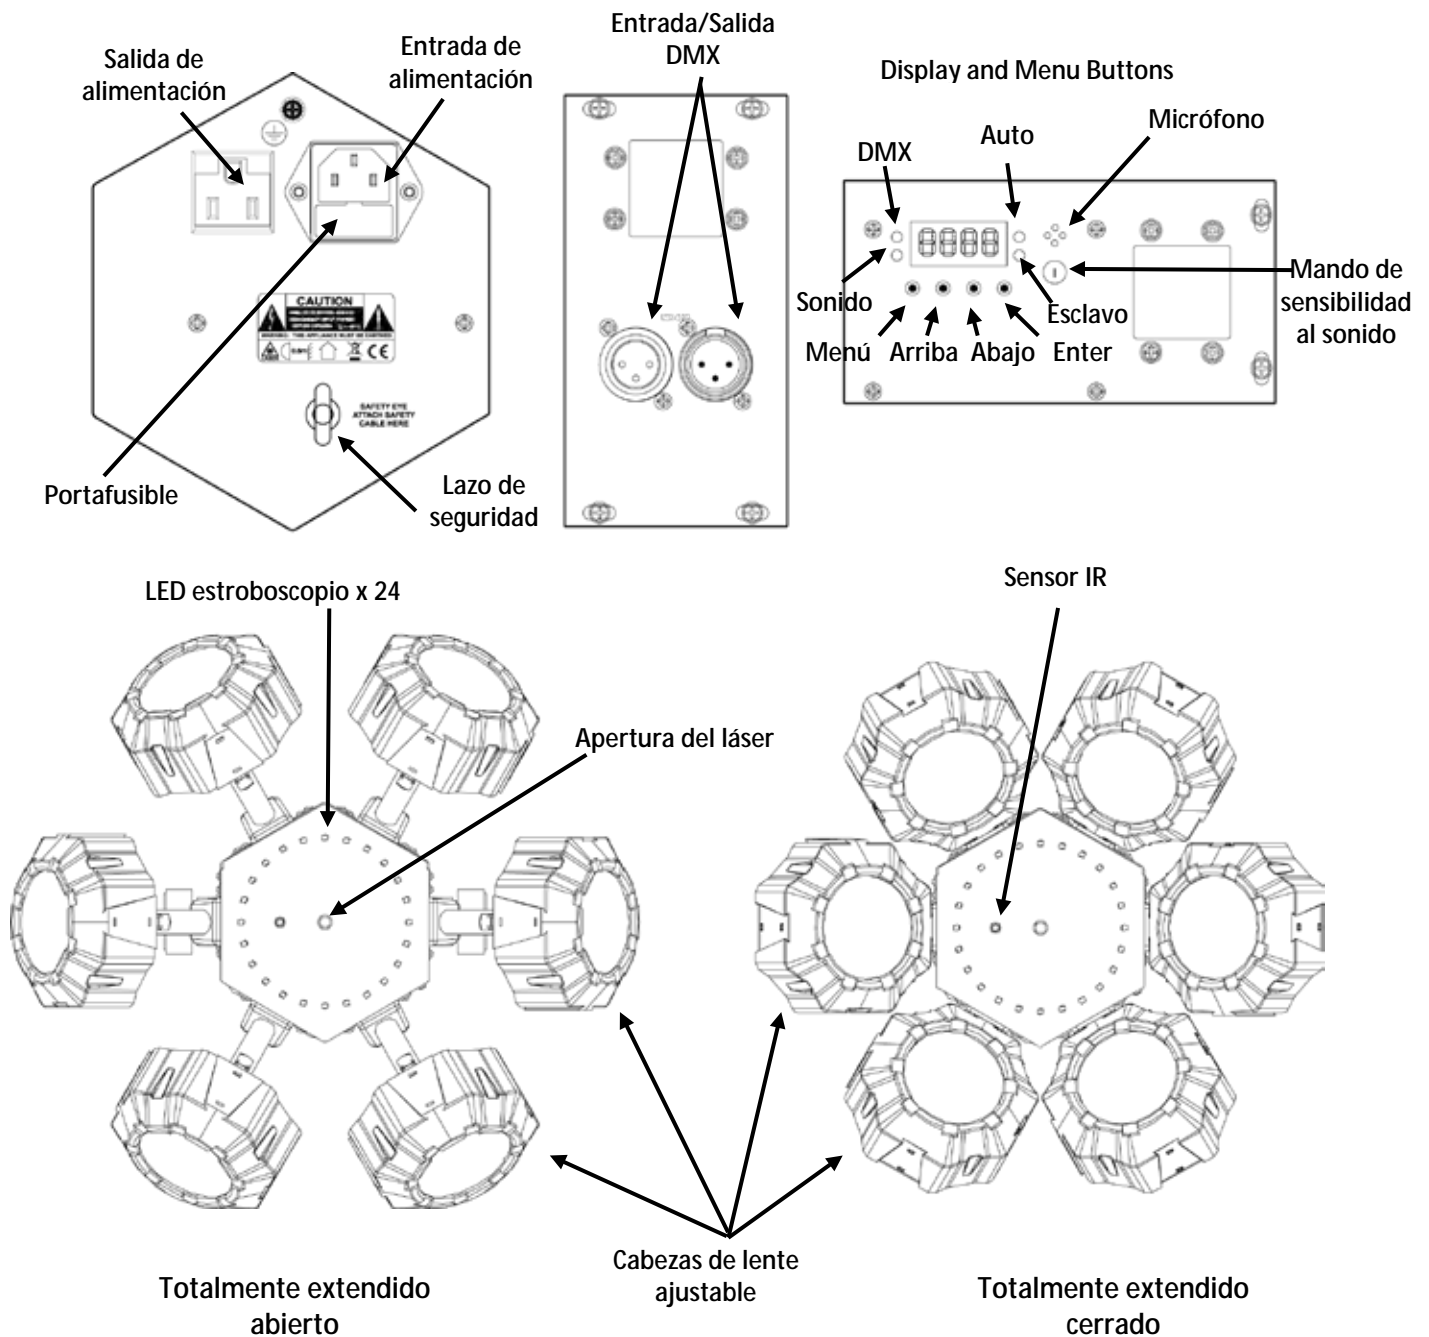 Salida de
alimentación
Entrada de
alimentación
CAUTION
SAFETY EYE
ATTACH SAFETY
CABLE HERE
Portafusible
Lazo de
seguridad
Entrada/Salida
DMX
Display and Menu Buttons
DMX
Auto
Micrófono
Sonido
Esclavo
Mando de
sensibilidad
al sonido
Menú Arriba Abajo Enter
LED estroboscopio x 24
Apertura del láser
Sensor IR
Cabezas de lente
ajustable
Totalmente extendido
abierto
Totalmente extendido
cerrado